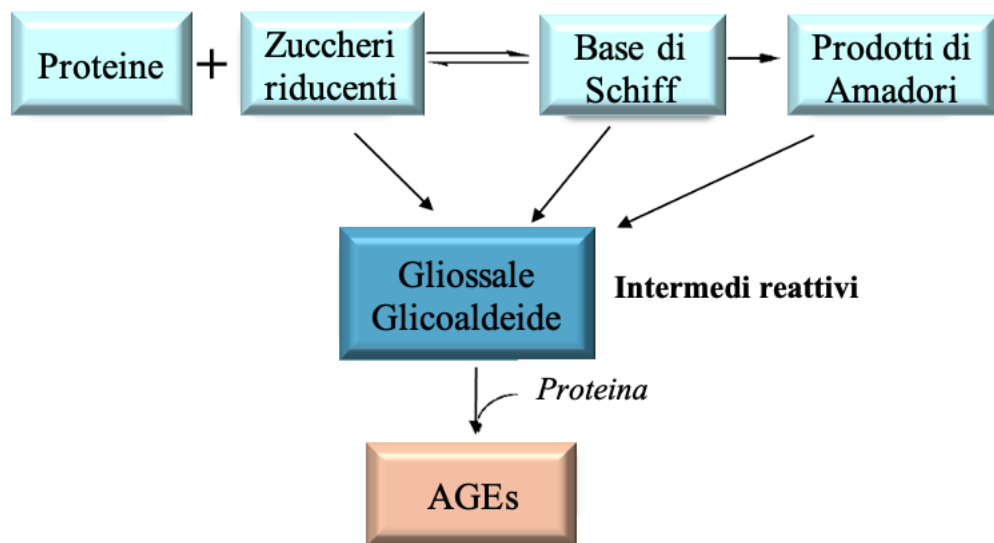 Proteine + Zuccheri riducenti
Base di Schiff
Prodotti di Amadori
Gliossale
Glicoaldeide
Intermedi reattivi
Proteina
AGEs